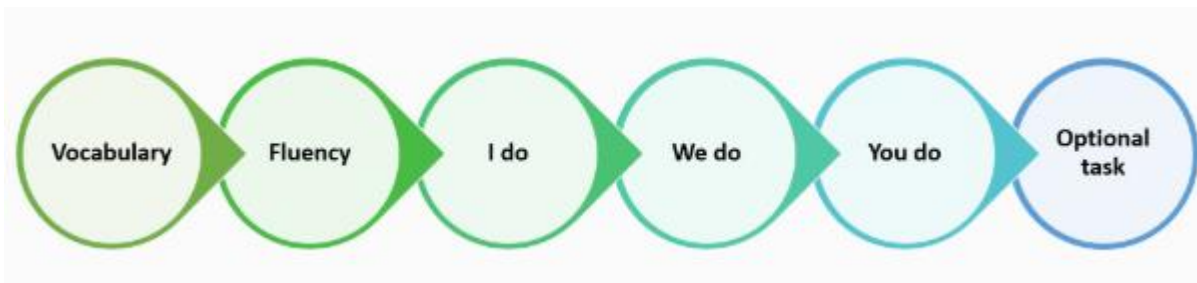 Vocabulary
Fluency
I do
We do
You do
Optional
task